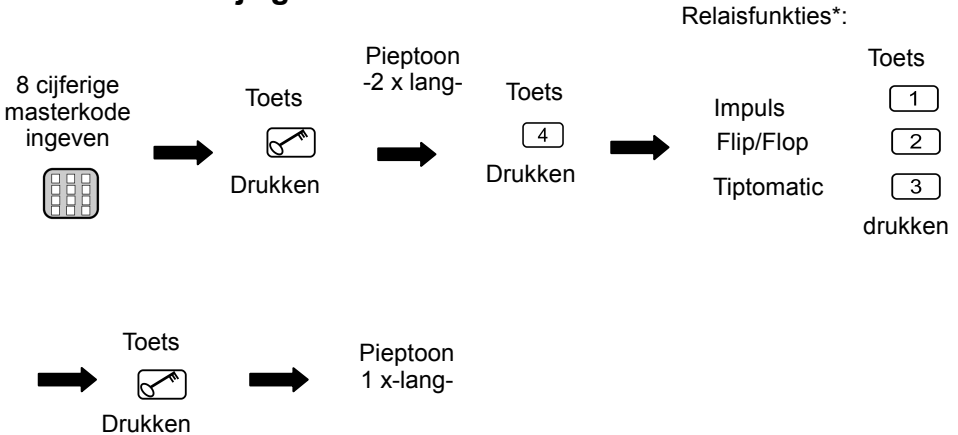 Relaisfunkties*:
8 cijferige
masterkode
ingeven
Toets
Drukken
Pieptoon
-2 x lang-
Toets
4
Drukken
Toets
Impuls
1
Flip/Flop
2
Tiptomatic
3
drukken
Toets
Drukken
Pieptoon
1 x-lang-